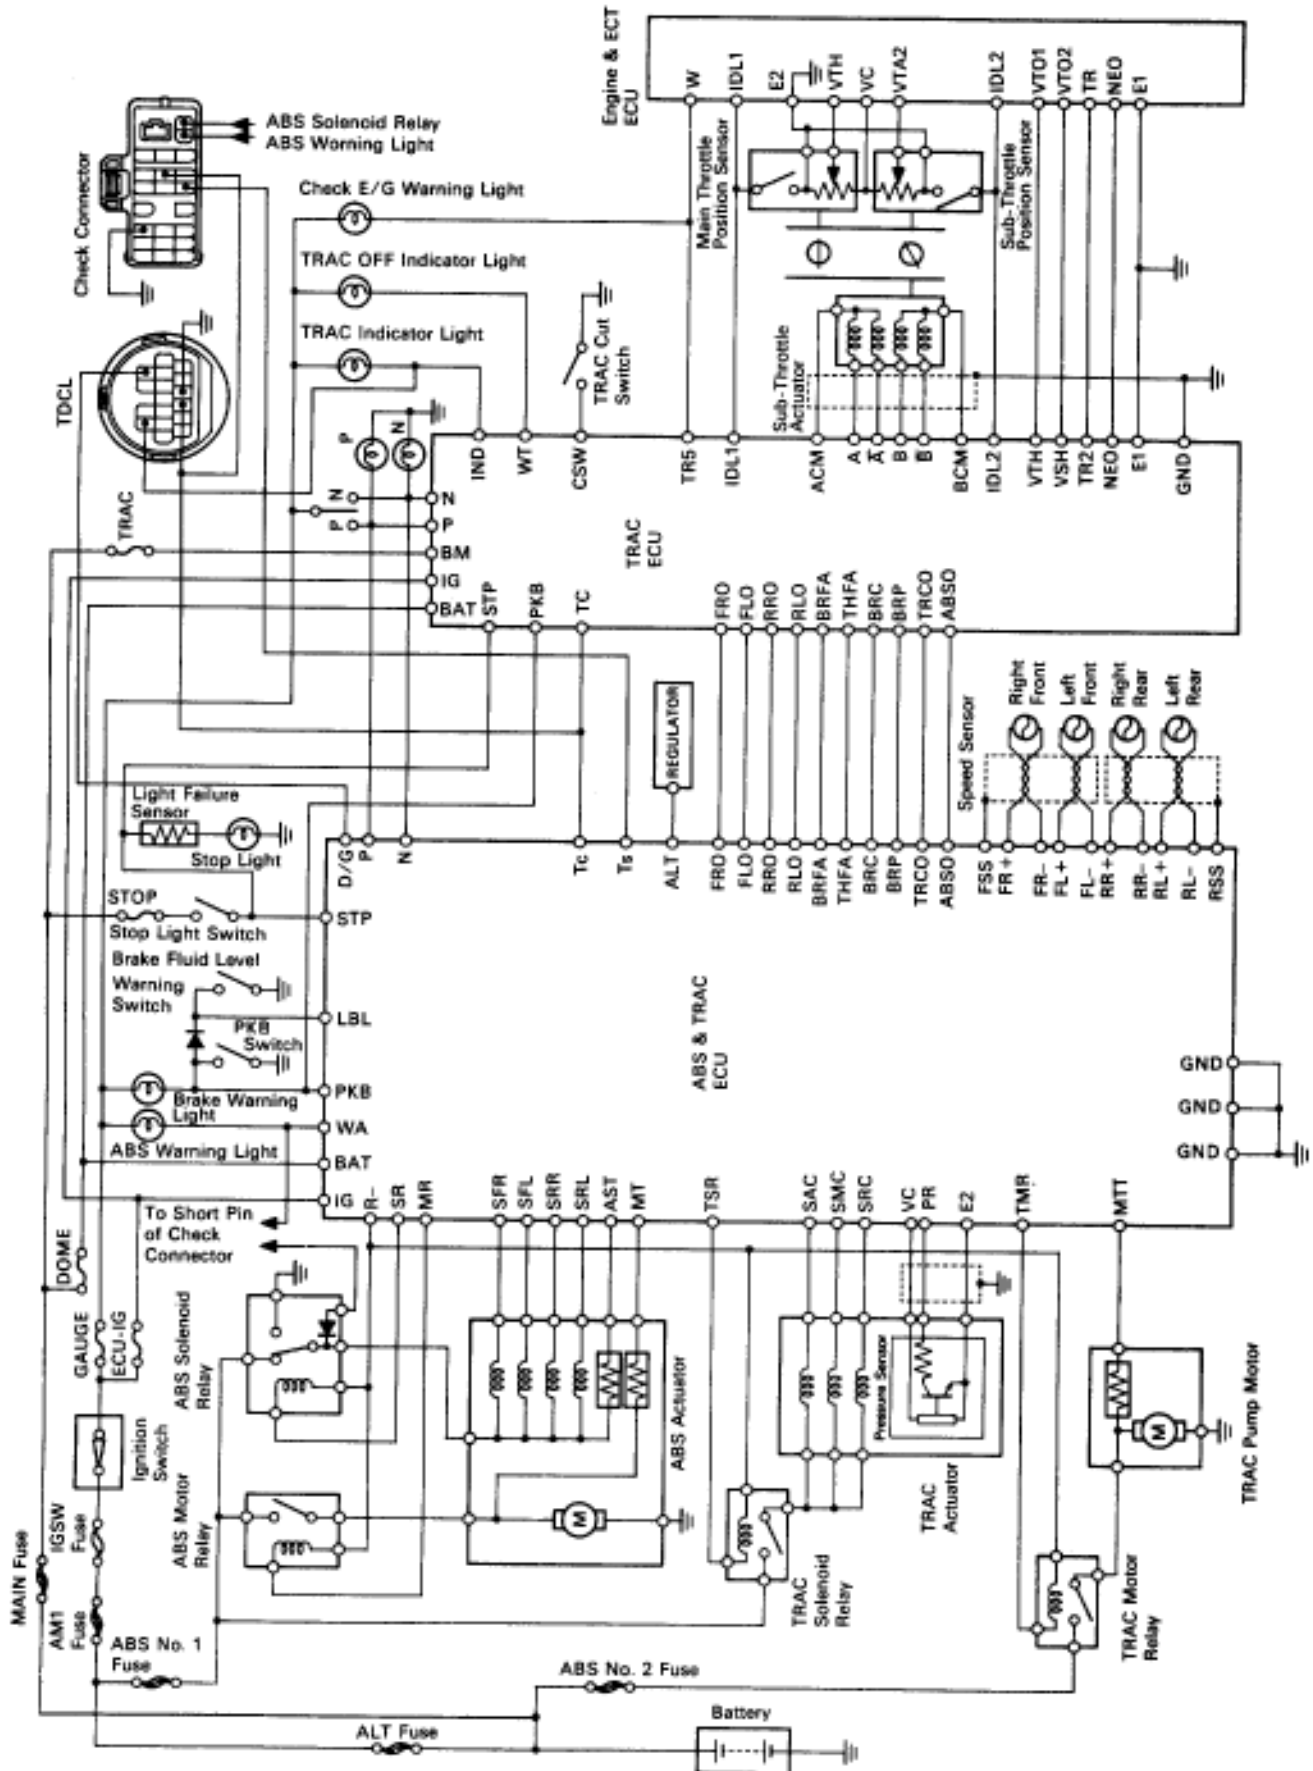 Engine & ECT
ECU
W
IDL1
E2
VTH
VC
VTA2
IDL2
VTO1
VTO2
TR
NEO
E1
Check Connector
ABS Solenoid Relay
ABS Worning Light
Check E/G Warning Light
TRAC OFF Indicator Light
TRAC Indicator Light
Main Throttle
Position Sensor
Sub-Throttle
Position Sensor
TDCL
TRAC Cut
Switch
Sub-Throttle
Actuator
P
N
N
P
TRAC
IND
WT
CSW
TR5
IDL1
ACM
A
A
B
B
BCM
IDL2
VTH
VSH
TR2
NEO
E1
GND
N
P
BM
IG
BAT
TRAC
ECU
STP
PKB
TC
FRO
FLO
RRO
RLO
BRFA
THFA
BRC
BRP
TRCO
ABSO
REGULATOR
Speed Sensor
Right
Front
Left
Front
Right
Rear
Left
Rear
Light Failure
Sensor
Stop Light
D/G
P
N
Tc
Ts
ALT
FRO
FLO
RRO
RLO
BRFA
THFA
BRC
BRP
TRCO
ABSO
FSS
FR+
FR-
FL+
FL-
RR+
RR-
RL+
RL-
RSS
STOP
Stop Light Switch
STP
Brake Fluid Level
Warning
Switch
LBL
PKB
Switch
PKB
Brake Warning
Light
WA
ABS Warning Light
BAT
IG
ABS & TRAC
ECU
GND
GND
GND
To Short Pin
of Check
Connector
R-
SR
MR
SFR
SFL
SRR
SRL
AST
MT
TSR
SAC
SMC
SRC
VC
PR
E2
TMR
MTT
DOME
GAUGE
ECU-IG
ABS Solenoid
Relay
Ignition
Switch
ABS Actuator
Pressure Sensor
TRAC
Actuator
M
TRAC Pump Motor
MAIN Fuse
IGSW
Fuse
AM1
Fuse
ABS Motor
Relay
M
TRAC
Solenoid
Relay
TRAC Motor
Relay
ABS No. 1
Fuse
ABS No. 2 Fuse
ALT Fuse
Battery